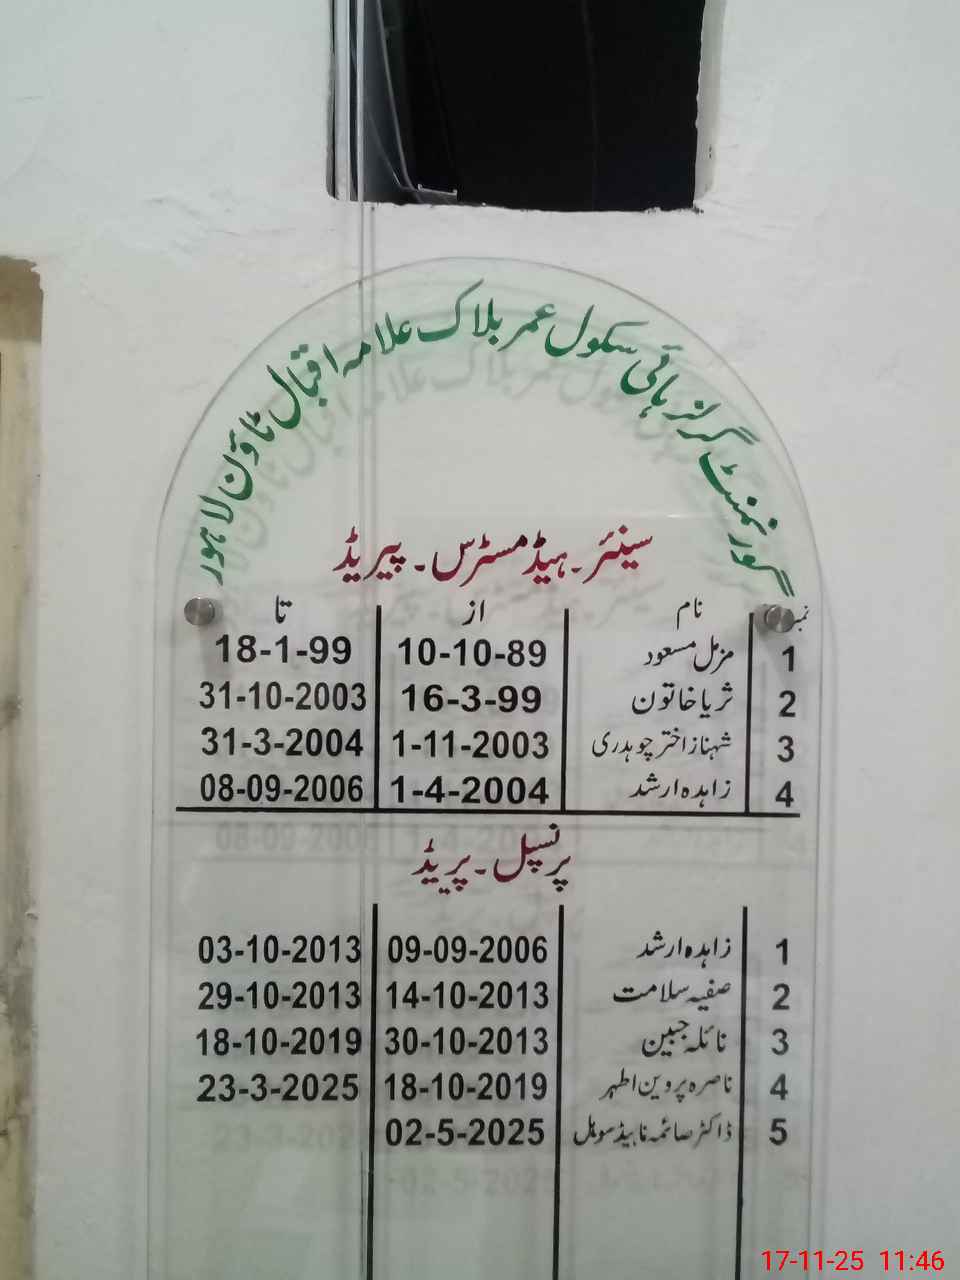 گورنمنٹ گرلز ہائی سکول عمر بلاک علامہ اقبال ٹاؤن لاہور
سینئر۔ ہیڈ مسٹرس۔ پیریڈ
نمبر نام از تا
1 مزمل مسعود 10-10-89 18-1-99
2 ثریا خاتون 16-3-99 31-10-2003
3 شہناز اختر چوہدری 1-11-2003 31-3-2004
4 زاہدہ ارشد 1-4-2004 08-09-2006
پرنسپل۔ پریڈ
1 زاہدہ ارشد 09-09-2006 03-10-2013
2 صفیہ سلامت 14-10-2013 29-10-2013
3 نائلہ جبین 30-10-2013 18-10-2019
4 ناصرہ پروین اطہر 18-10-2019 23-3-2025
5 ڈاکٹر صائمہ ناہید سوہل 02-5-2025
17-11-25 11:46